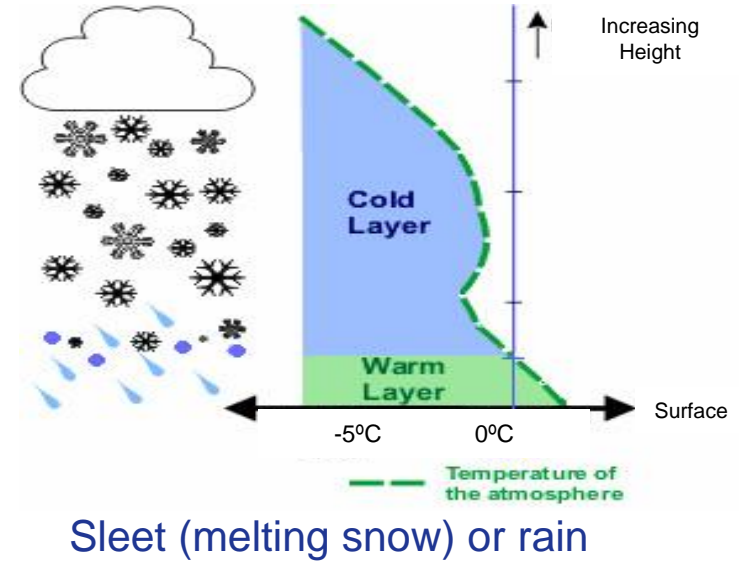 Increasing
Height
Cold
Layer
Warm
Layer
Surface
-5ºC
0ºC
Temperature of
the atmosphere
Sleet (melting snow) or rain